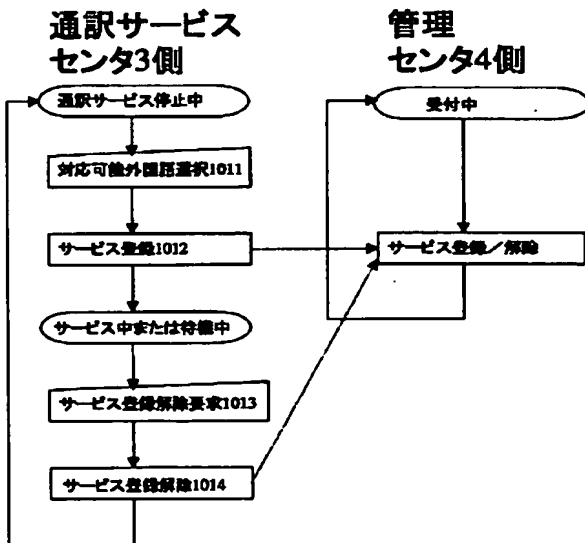 通訳サービス
センタ3側
管理
センタ4側
通訳サービス停止中
受付中
対応可能外国語選択1011
サービス登録1012
サービス登録/解除
サービス中または待機中
サービス登録解除要求1013
サービス登録解除1014